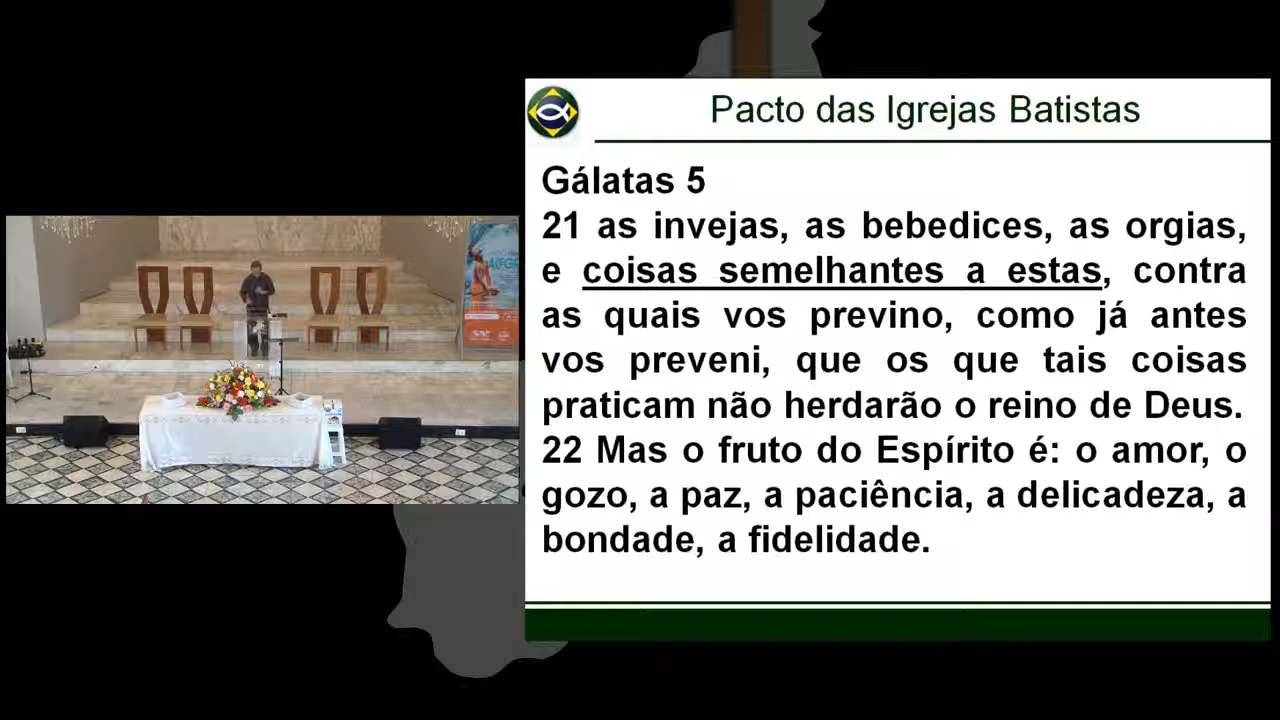 Pacto das Igrejas Batistas
Gálatas 5
21 as invejas, as bebedices, as orgias,
e coisas semelhantes a estas, contra
as quais vos previno, como já antes
vos preveni, que os que tais coisas
praticam não herdarão o reino de Deus.
22 Mas o fruto do Espírito é: o amor, o
gozo, a paz, a paciência, a delicadeza, a
bondade, a fidelidade.